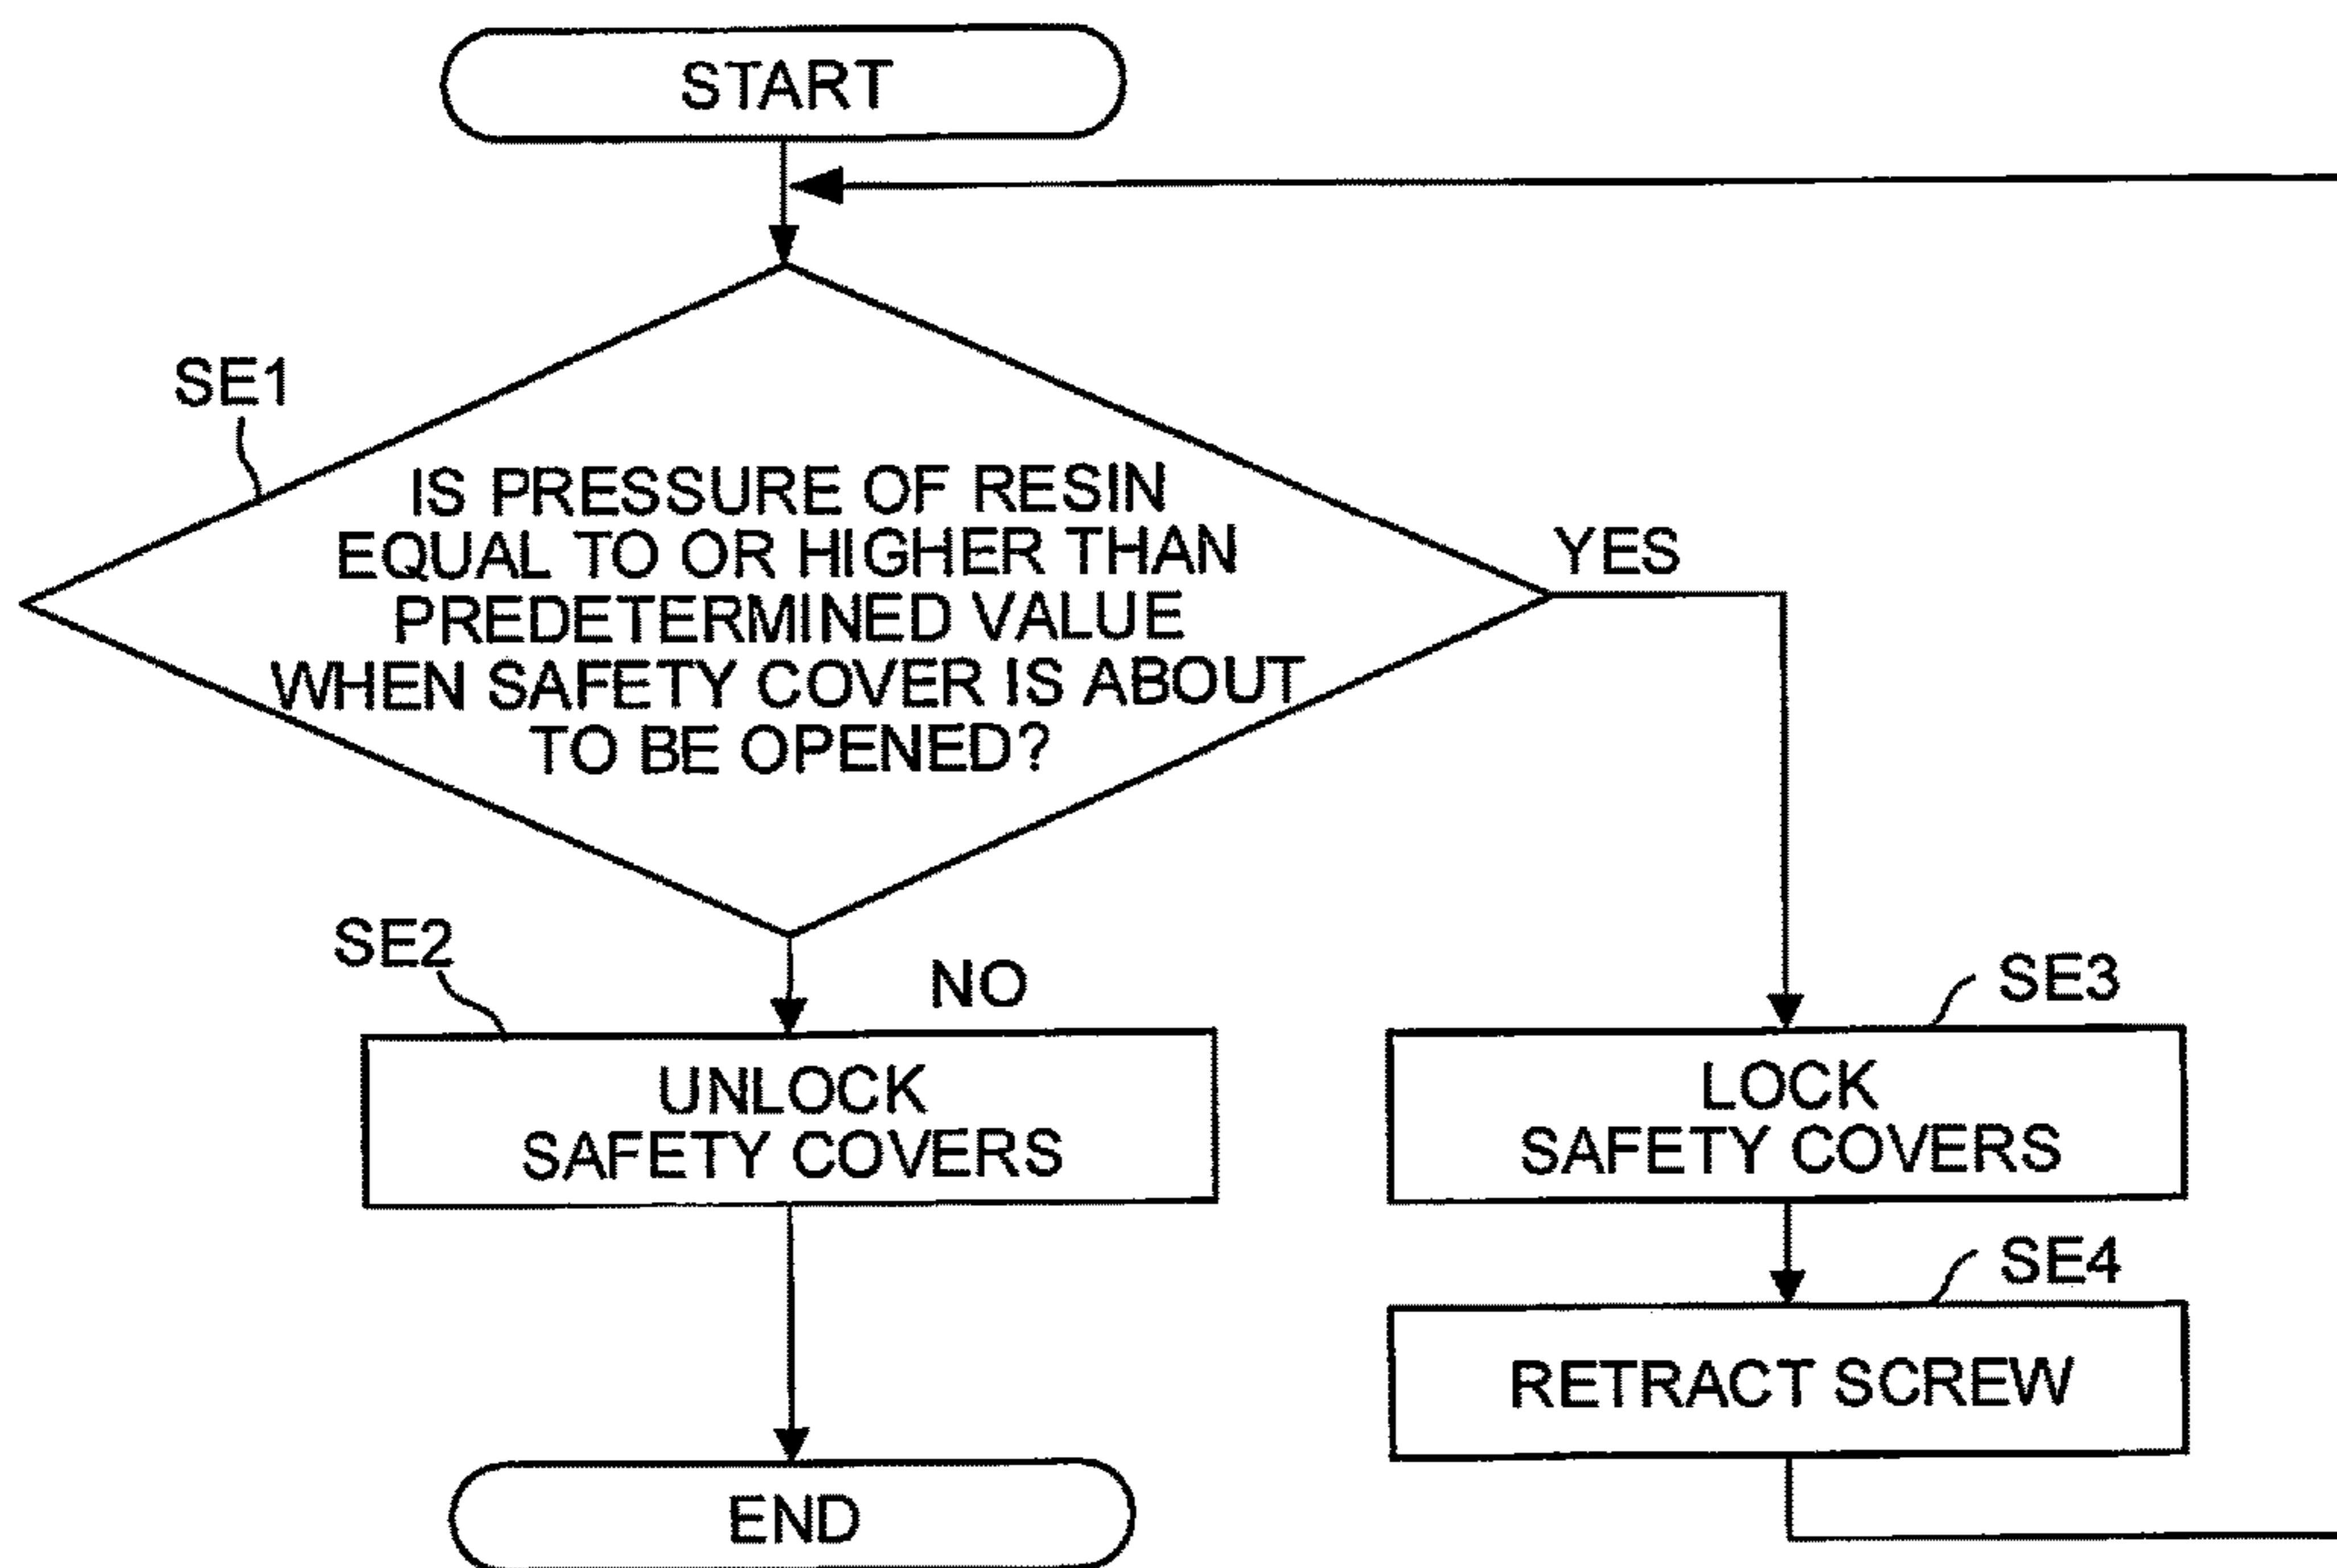 START
SE1
IS PRESSURE OF RESIN
EQUAL TO OR HIGHER THAN
PREDETERMINED VALUE
WHEN SAFETY COVER IS ABOUT
TO BE OPENED?
YES
SE2
NO
UNLOCK
SAFETY COVERS
SE3
LOCK
SAFETY COVERS
SE4
RETRACT SCREW
END